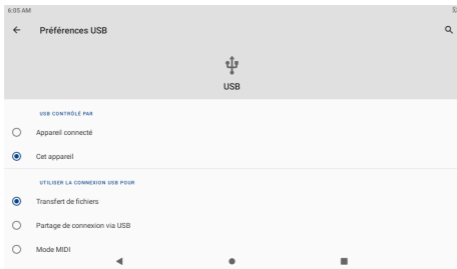 6:05 AM
Préférences USB
USB
USB CONTRÔLÉ PAR
Appareil connecté
Cet appareil
UTILISER LA CONNEXION USB POUR
Transfert de fichiers
Partage de connexion via USB
Mode MIDI